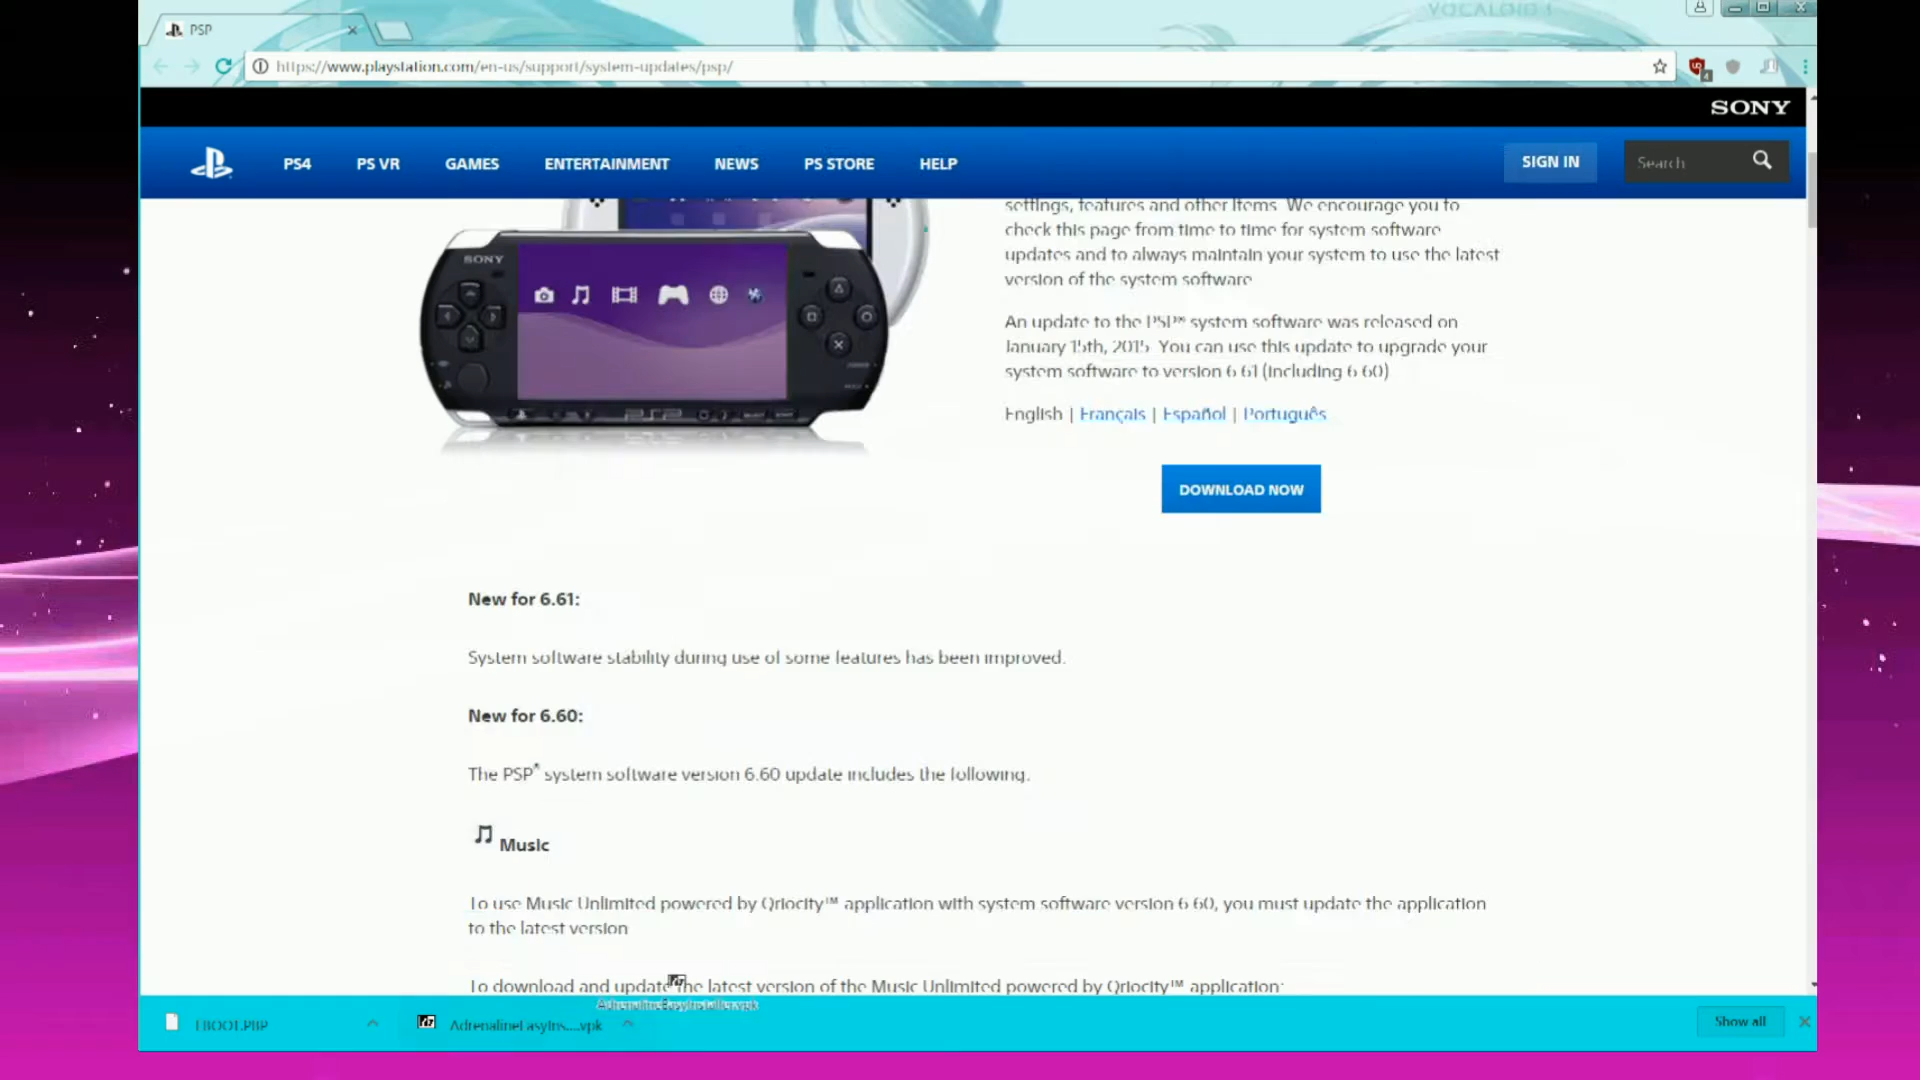 VOCALOID
PSP
https://www.playstation.com/en-us/support/system-updates/psp/
4
SONY
PS4 PS VR GAMES ENTERTAINMENT NEWS PS STORE HELP
SIGN IN
Search
SONY
PSP
settings, features and other items. We encourage you to
check this page from time to time for system software
updates and to always maintain your system to use the latest
version of the system software
An update to the PSP™ system software was released on
January 15th, 2015. You can use this update to upgrade your
system software to version 6.61 (including 6.60)
English | Français | Español | Português
DOWNLOAD NOW
New for 6.61:
System software stability during use of some features has been improved.
New for 6.60:
The PSP® system software version 6.60 update includes the following.
Music
To use Music Unlimited powered by Qriocity™ application with system software version 6.60, you must update the application
to the latest version
To download and update the latest version of the Music Unlimited powered by Qriocity™ application:
AdrenalineEasyInstaller.vpk
EBOOT.PBP
AdrenalineEasyIns....vpk
Show all